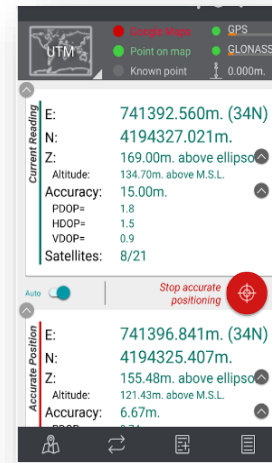 UTM
Google Maps
GPS
Point on map
GLONASS
Known point
0.000m.
Current Reading
E: 741392.560m. (34N)
N: 4194327.021m.
Z: 169.00m. above ellipso
Altitude: 134.70m. above M.S.L.
Accuracy: 15.00m.
PDOP= 1.8
HDOP= 1.5
VDOP= 0.9
Satellites: 8/21
Auto
Stop accurate
positioning
Accurate Position
E: 741396.841m. (34N)
N: 4194325.407m.
Z: 155.48m. above ellipso
Altitude: 121.43m. above M.S.L.
Accuracy: 6.67m.